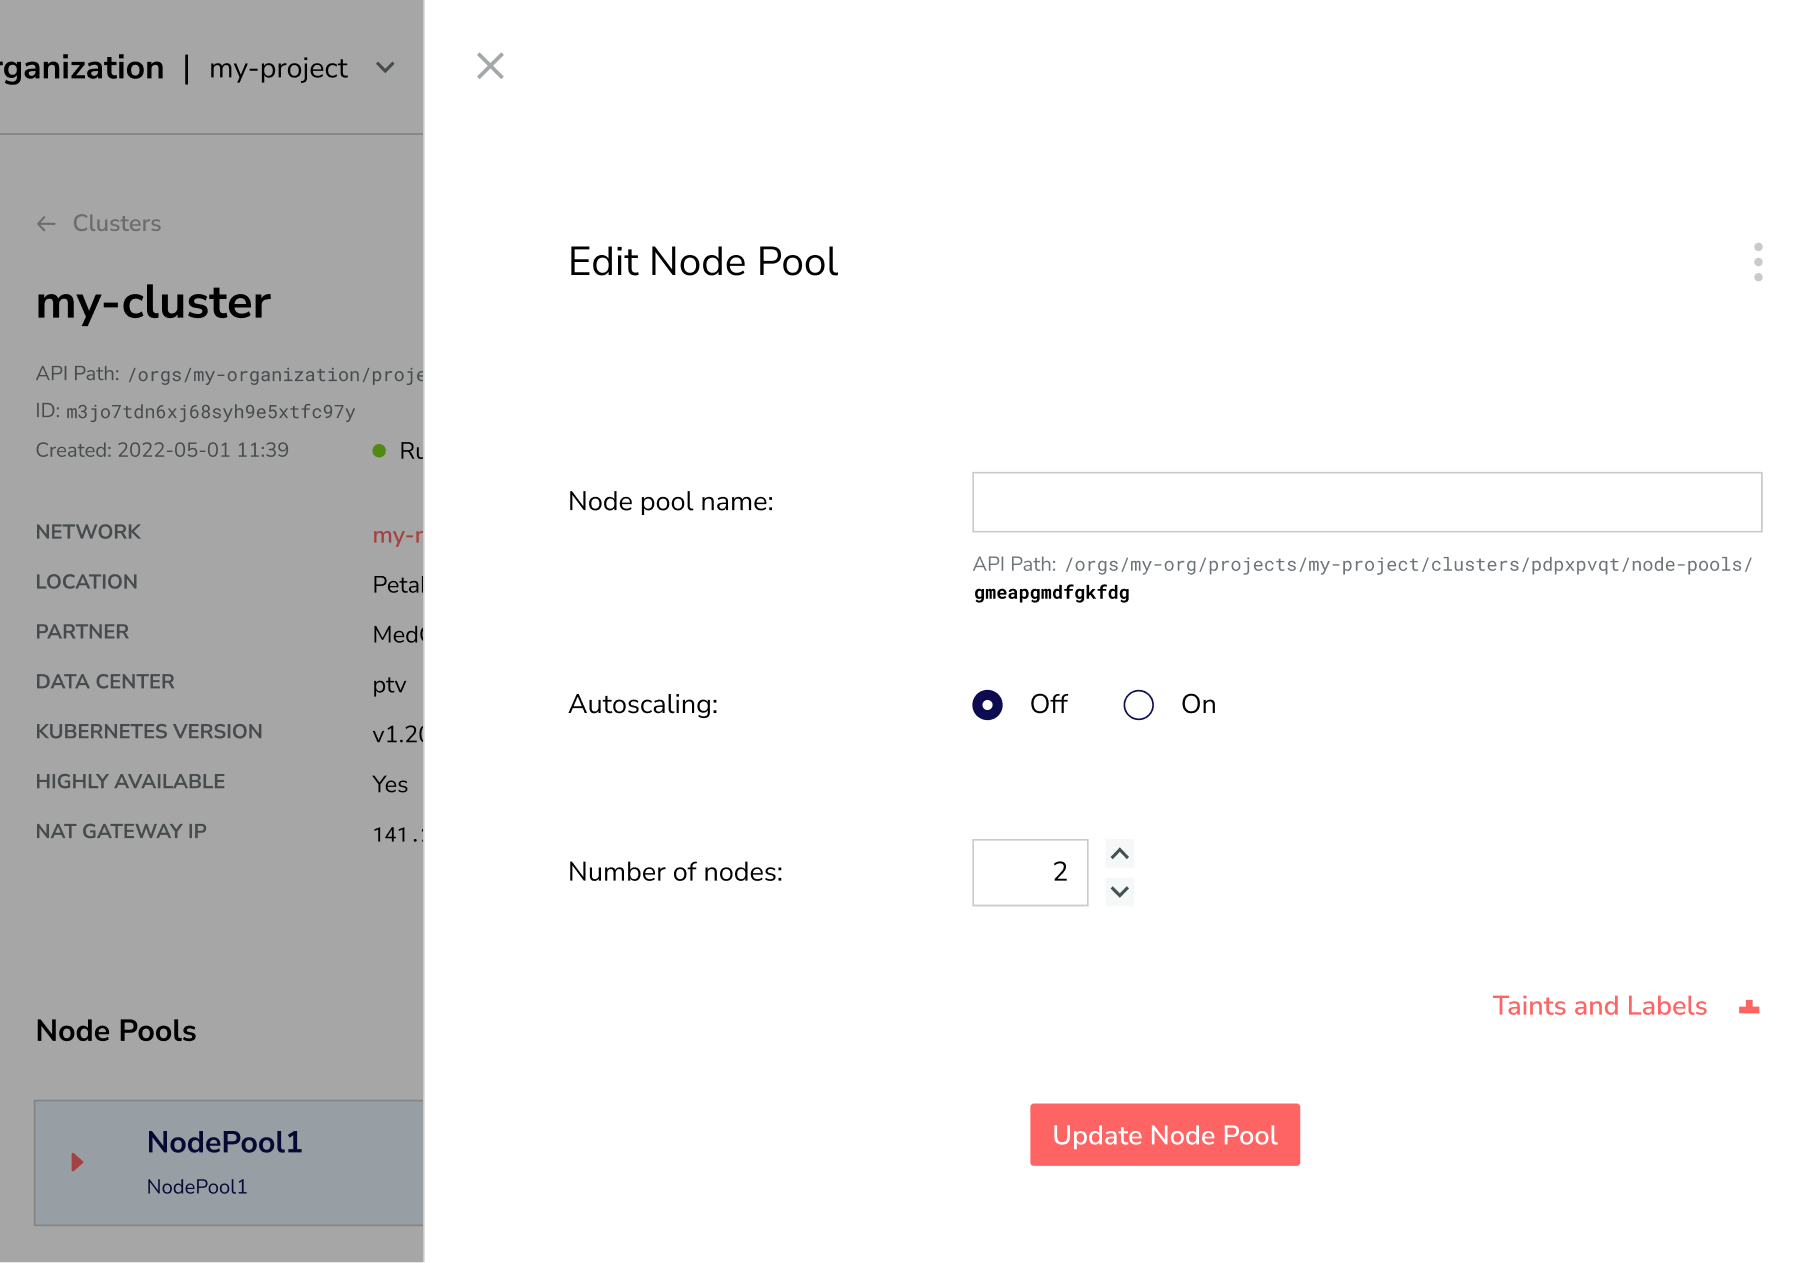 rganization | my-project
Clusters
my-cluster
API Path: /orgs/my-organization/proje
ID: m3jo7tdn6xj68syh9e5xtfc97y
Created: 2022-05-01 11:39 Ru
NETWORK my-r
LOCATION Petal
PARTNER Med
DATA CENTER ptv
KUBERNETES VERSION v1.20
HIGHLY AVAILABLE Yes
NAT GATEWAY IP 141.
Node Pools
NodePool1
NodePool1
Edit Node Pool
Node pool name:
API Path: /orgs/my-org/projects/my-project/clusters/pdpxpvqt/node-pools/
gmeapgmdfgkfdg
Autoscaling: Off On
Number of nodes: 2
Taints and Labels
Update Node Pool